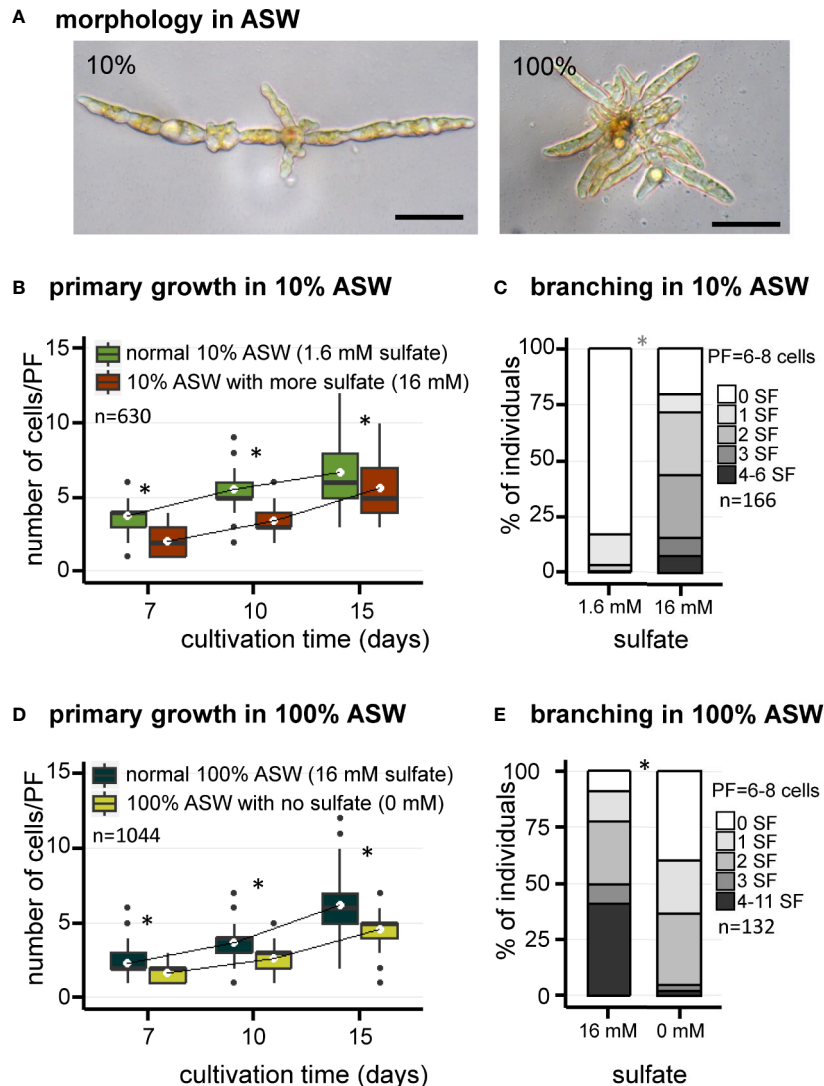 A morphology in ASW
10%
100%
B primary growth in 10% ASW
number of cells/PF
15
10
5
0
normal 10% ASW (1.6 mM sulfate)
10% ASW with more sulfate (16 mM)
n=630
*
*
*
7 10 15
cultivation time (days)
C branching in 10% ASW
% of individuals
100
75
50
25
0
*
PF=6-8 cells
0 SF
1 SF
2 SF
3 SF
4-6 SF
n=166
1.6 mM 16 mM
sulfate
D primary growth in 100% ASW
number of cells/PF
15
10
5
0
normal 100% ASW (16 mM sulfate)
100% ASW with no sulfate (0 mM)
n=1044
*
*
*
7 10 15
cultivation time (days)
E branching in 100% ASW
% of individuals
100
75
50
25
0
*
PF=6-8 cells
0 SF
1 SF
2 SF
3 SF
4-11 SF
n=132
16 mM 0 mM
sulfate